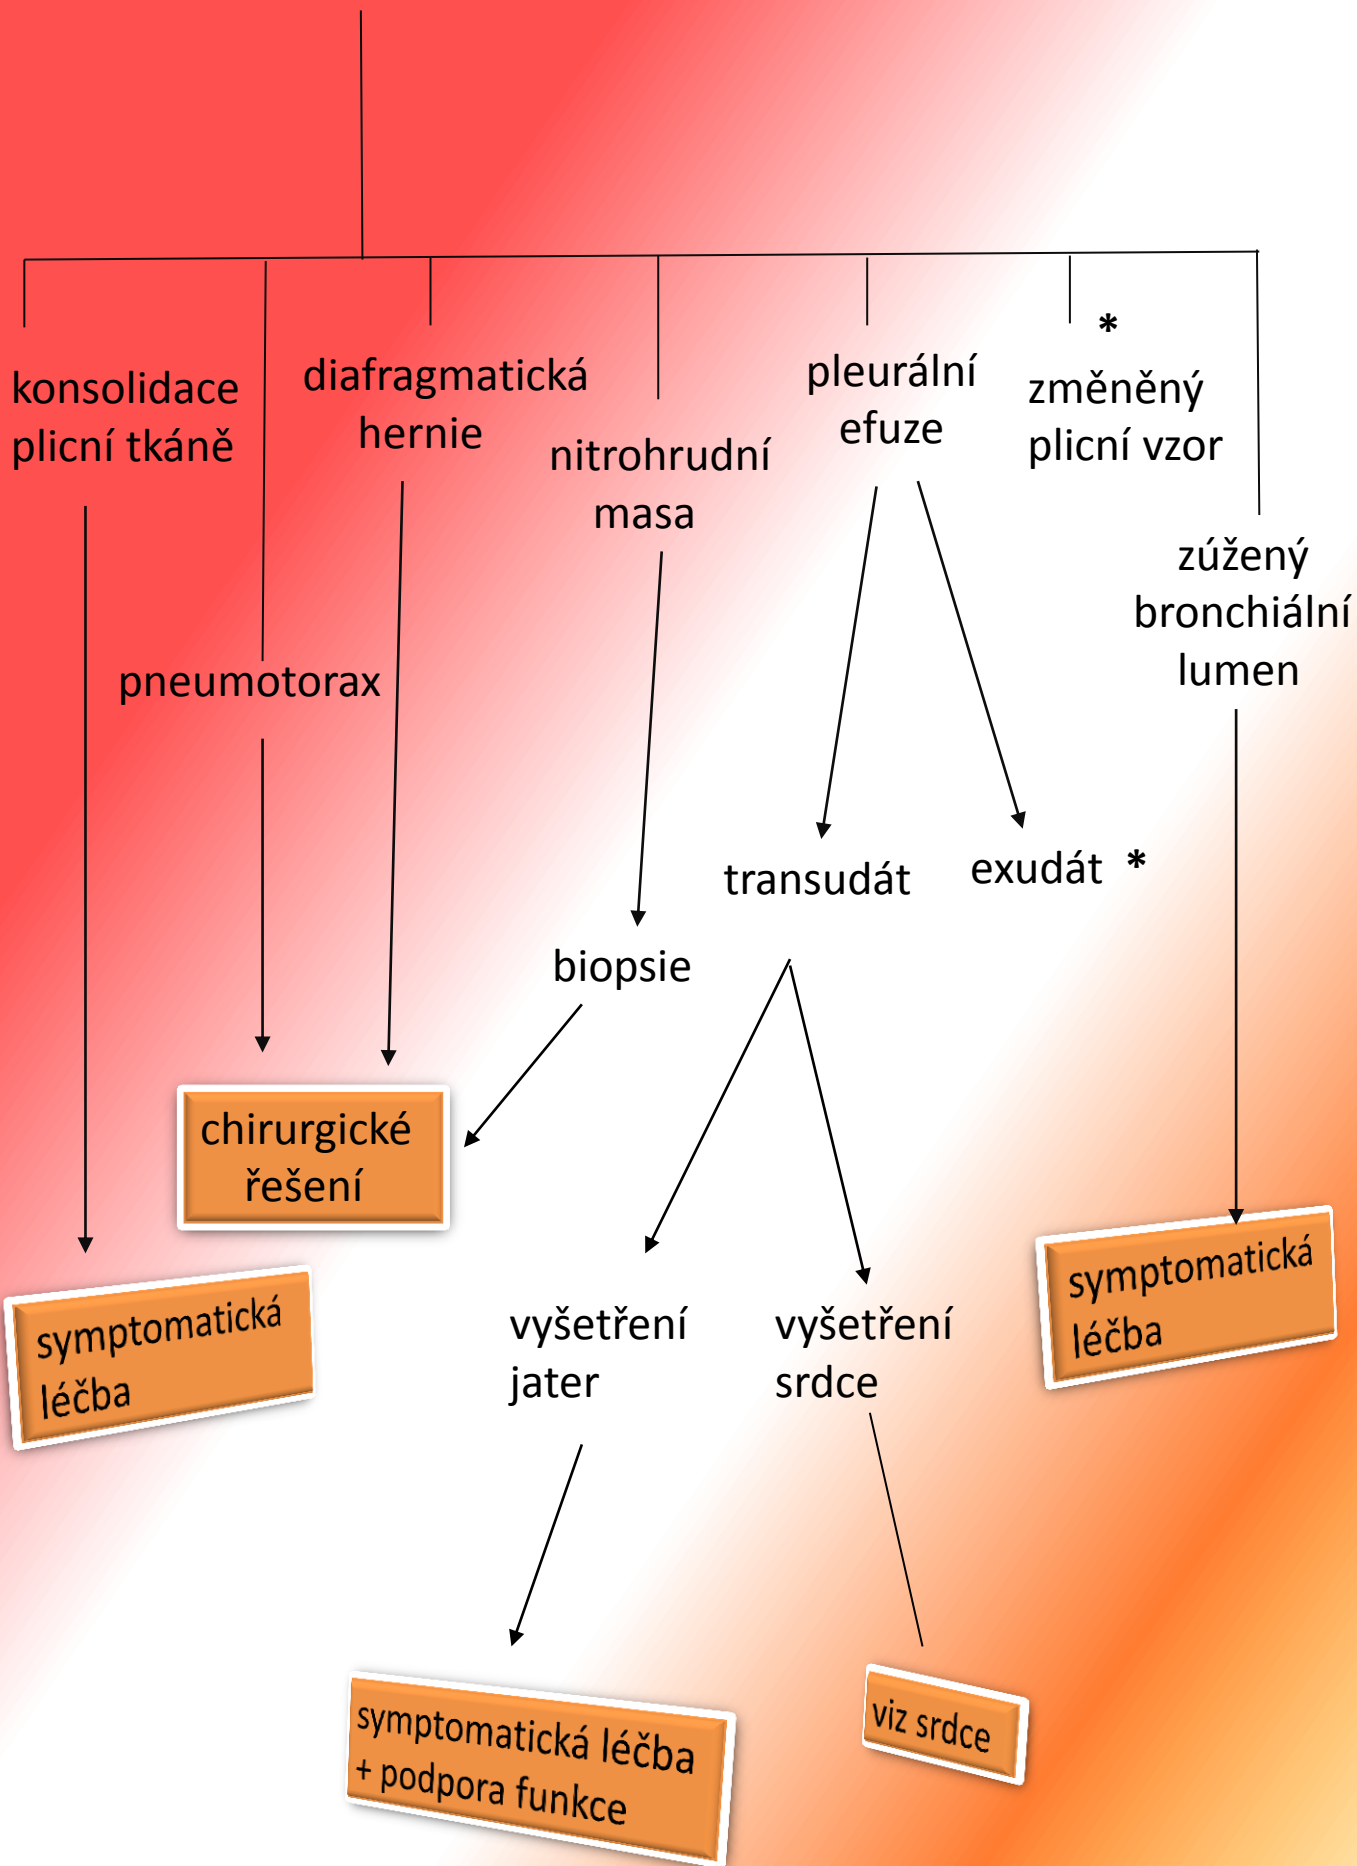 konsolidace
plicní tkáně
pneumotorax
diafragmatická
hernie
nitrohrudní
masa
pleurální
efuze
*
změněný
plicní vzor
zúžený
bronchiální
lumen
transudát
exudát *
biopsie
chirurgické
řešení
symptomatická
léčba
vyšetření
jater
vyšetření
srdce
symptomatická
léčba
symptomatická léčba
+ podpora funkce
viz srdce